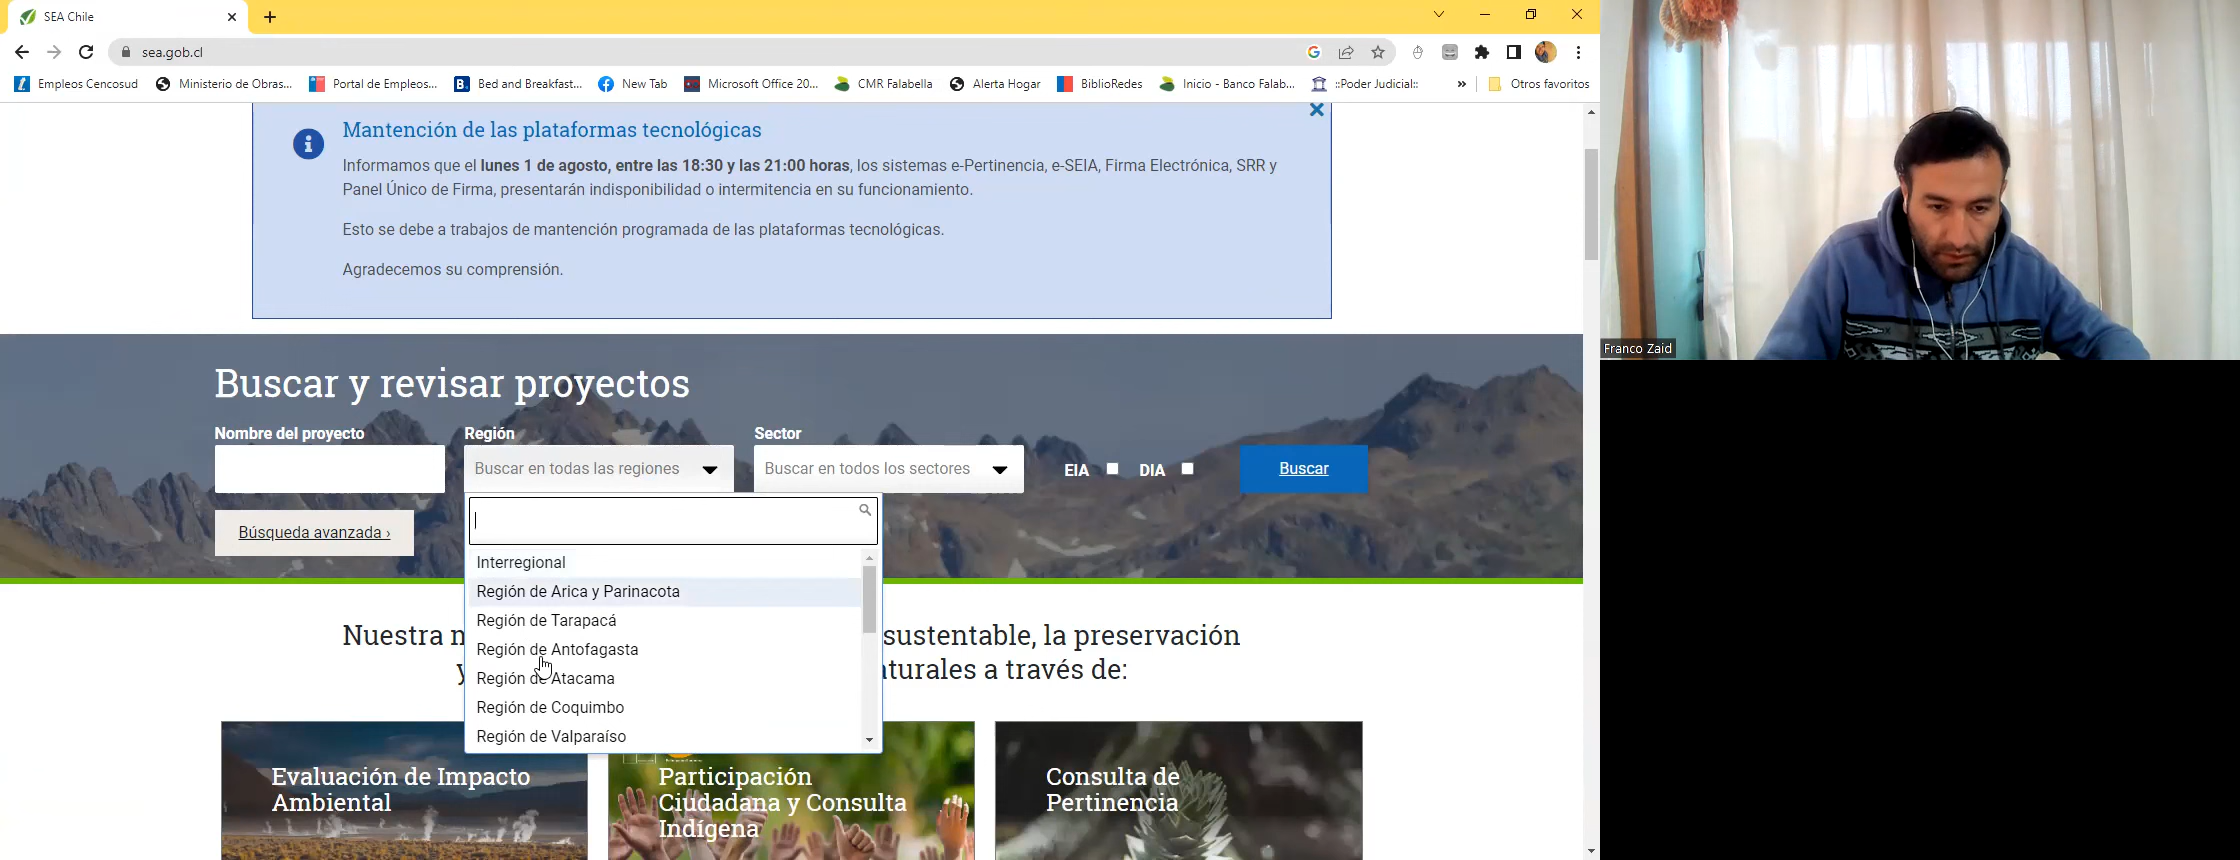 SEA Chile
sea.gob.cl
Empleos Cencosud
Ministerio de Obras...
Portal de Empleos...
Bed and Breakfast...
New Tab
Microsoft Office 20...
CMR Falabella
Alerta Hogar
BiblioRedes
Inicio - Banco Falab...
::Poder Judicial::
Otros favoritos
Mantención de las plataformas tecnológicas
Informamos que el lunes 1 de agosto, entre las 18:30 y las 21:00 horas, los sistemas e-Pertinencia, e-SEIA, Firma Electrónica, SRR y
Panel Único de Firma, presentarán indisponibilidad o intermitencia en su funcionamiento.
Esto se debe a trabajos de mantención programada de las plataformas tecnológicas.
Agradecemos su comprensión.
Franco Zaid
Buscar y revisar proyectos
Nombre del proyecto
Región
Sector
Buscar en todas las regiones
Buscar en todos los sectores
EIA
DIA
Buscar
Búsqueda avanzada ›
Interregional
Región de Arica y Parinacota
Región de Tarapacá
Región de Antofagasta
Región de Atacama
Región de Coquimbo
Región de Valparaíso
Nuestra
sustentable, la preservación
y
a través de:
Evaluación de Impacto
Ambiental
Participación
Ciudadana y Consulta
Indígena
Consulta de
Pertinencia